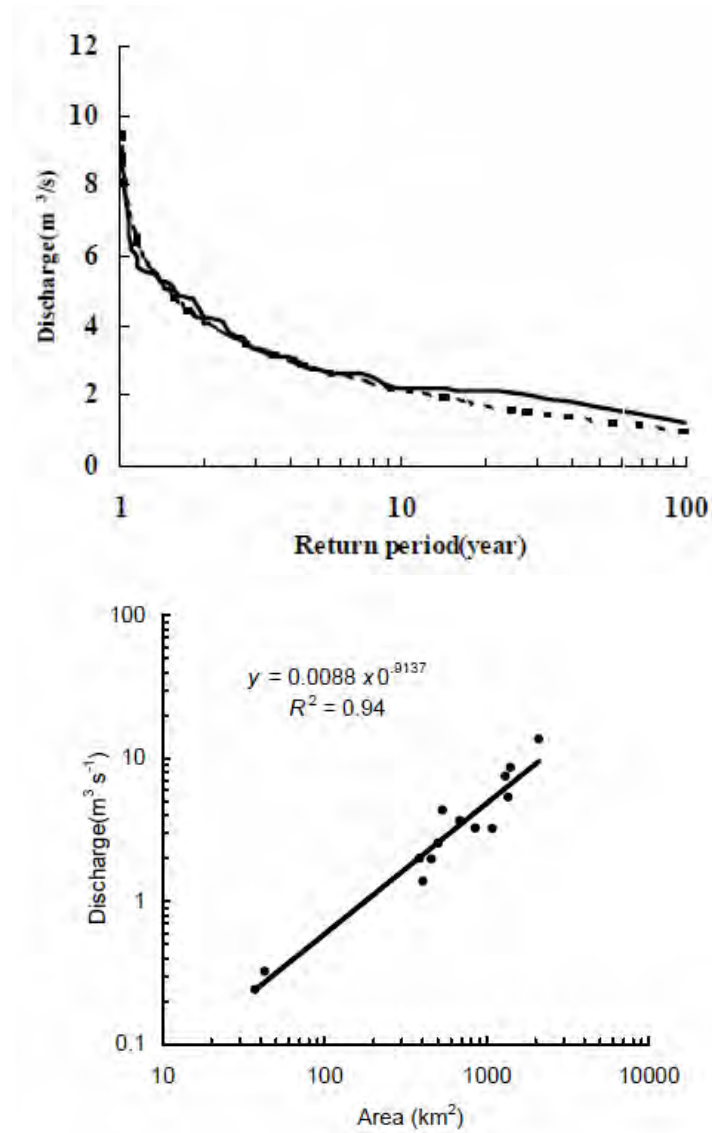 12
10
8
6
4
2
0
Discharge(m ³/s)
1 10 100
Return period(year)
100
10
1
0.1
y = 0.0088 x0^.9137
R² = 0.94
Discharge(m³ s⁻¹)
10 100 1000 10000
Area (km²)